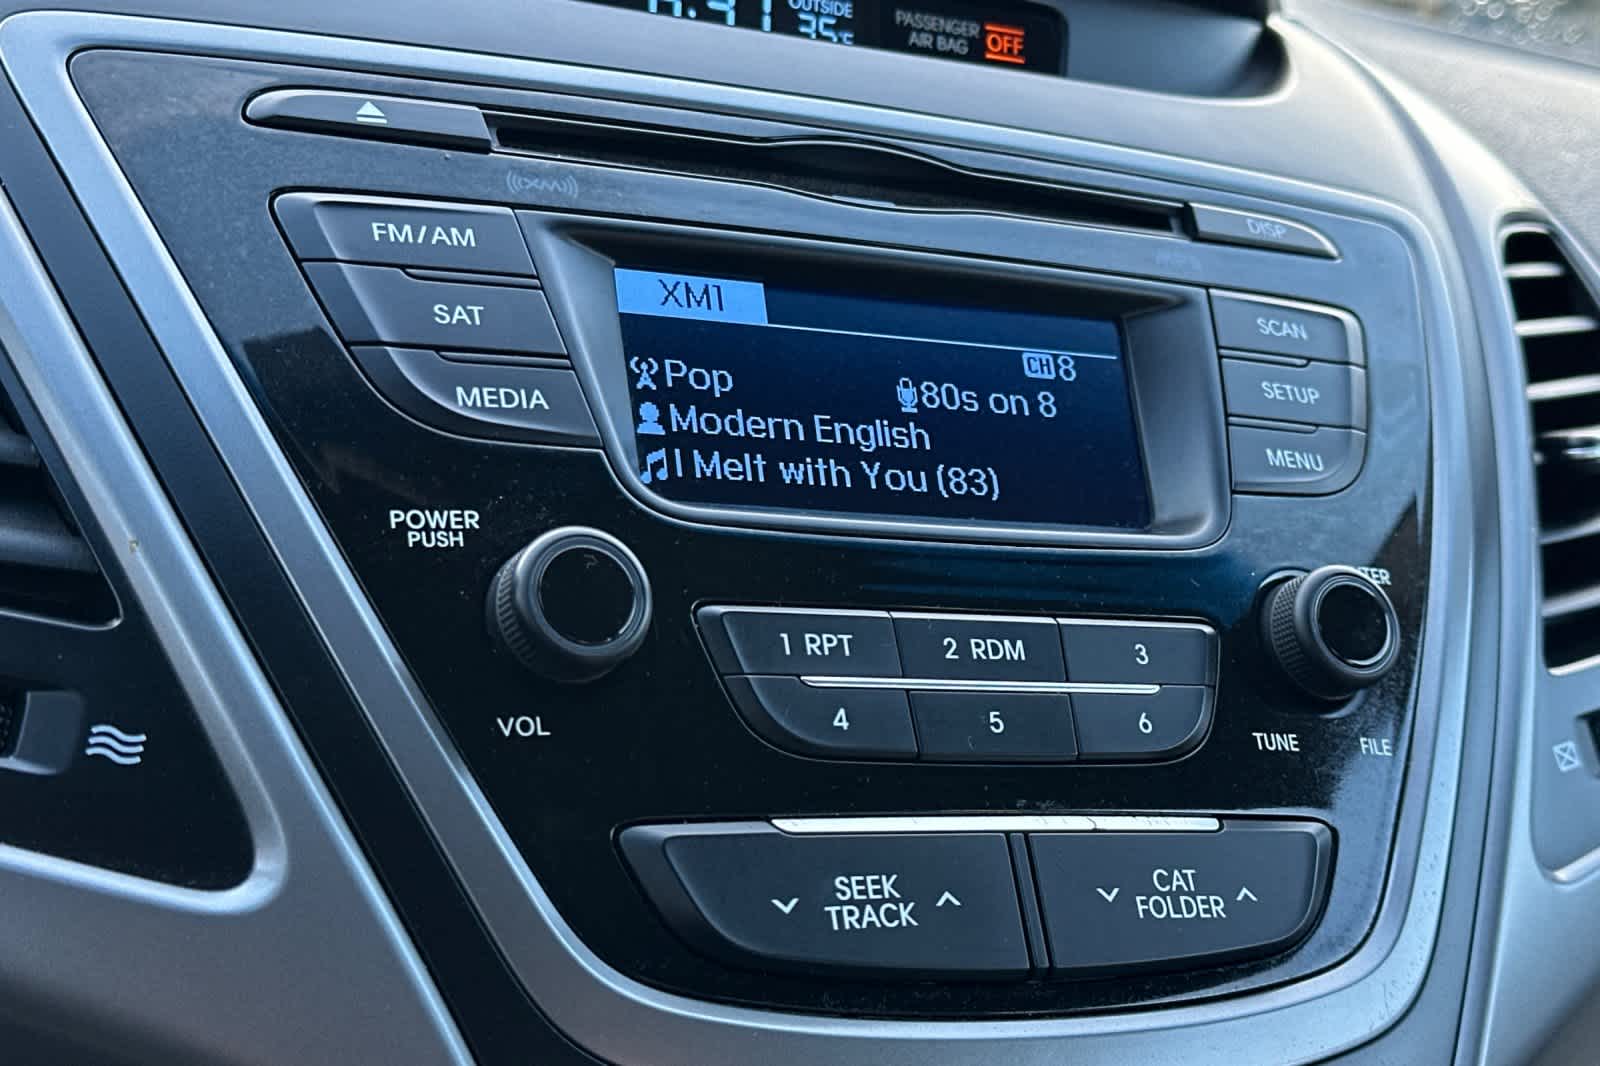 OUTSIDE
35°C
PASSENGER
AIR BAG OFF
((XM))
FM/AM
SAT
MEDIA
DISP
SCAN
SETUP
MENU
XM1
CH 8
Pop
80s on 8
Modern English
I Melt with You (83)
POWER
PUSH
VOL
1 RPT
2 RDM
3
4
5
6
TUNE
FILE
SEEK
TRACK
CAT
FOLDER